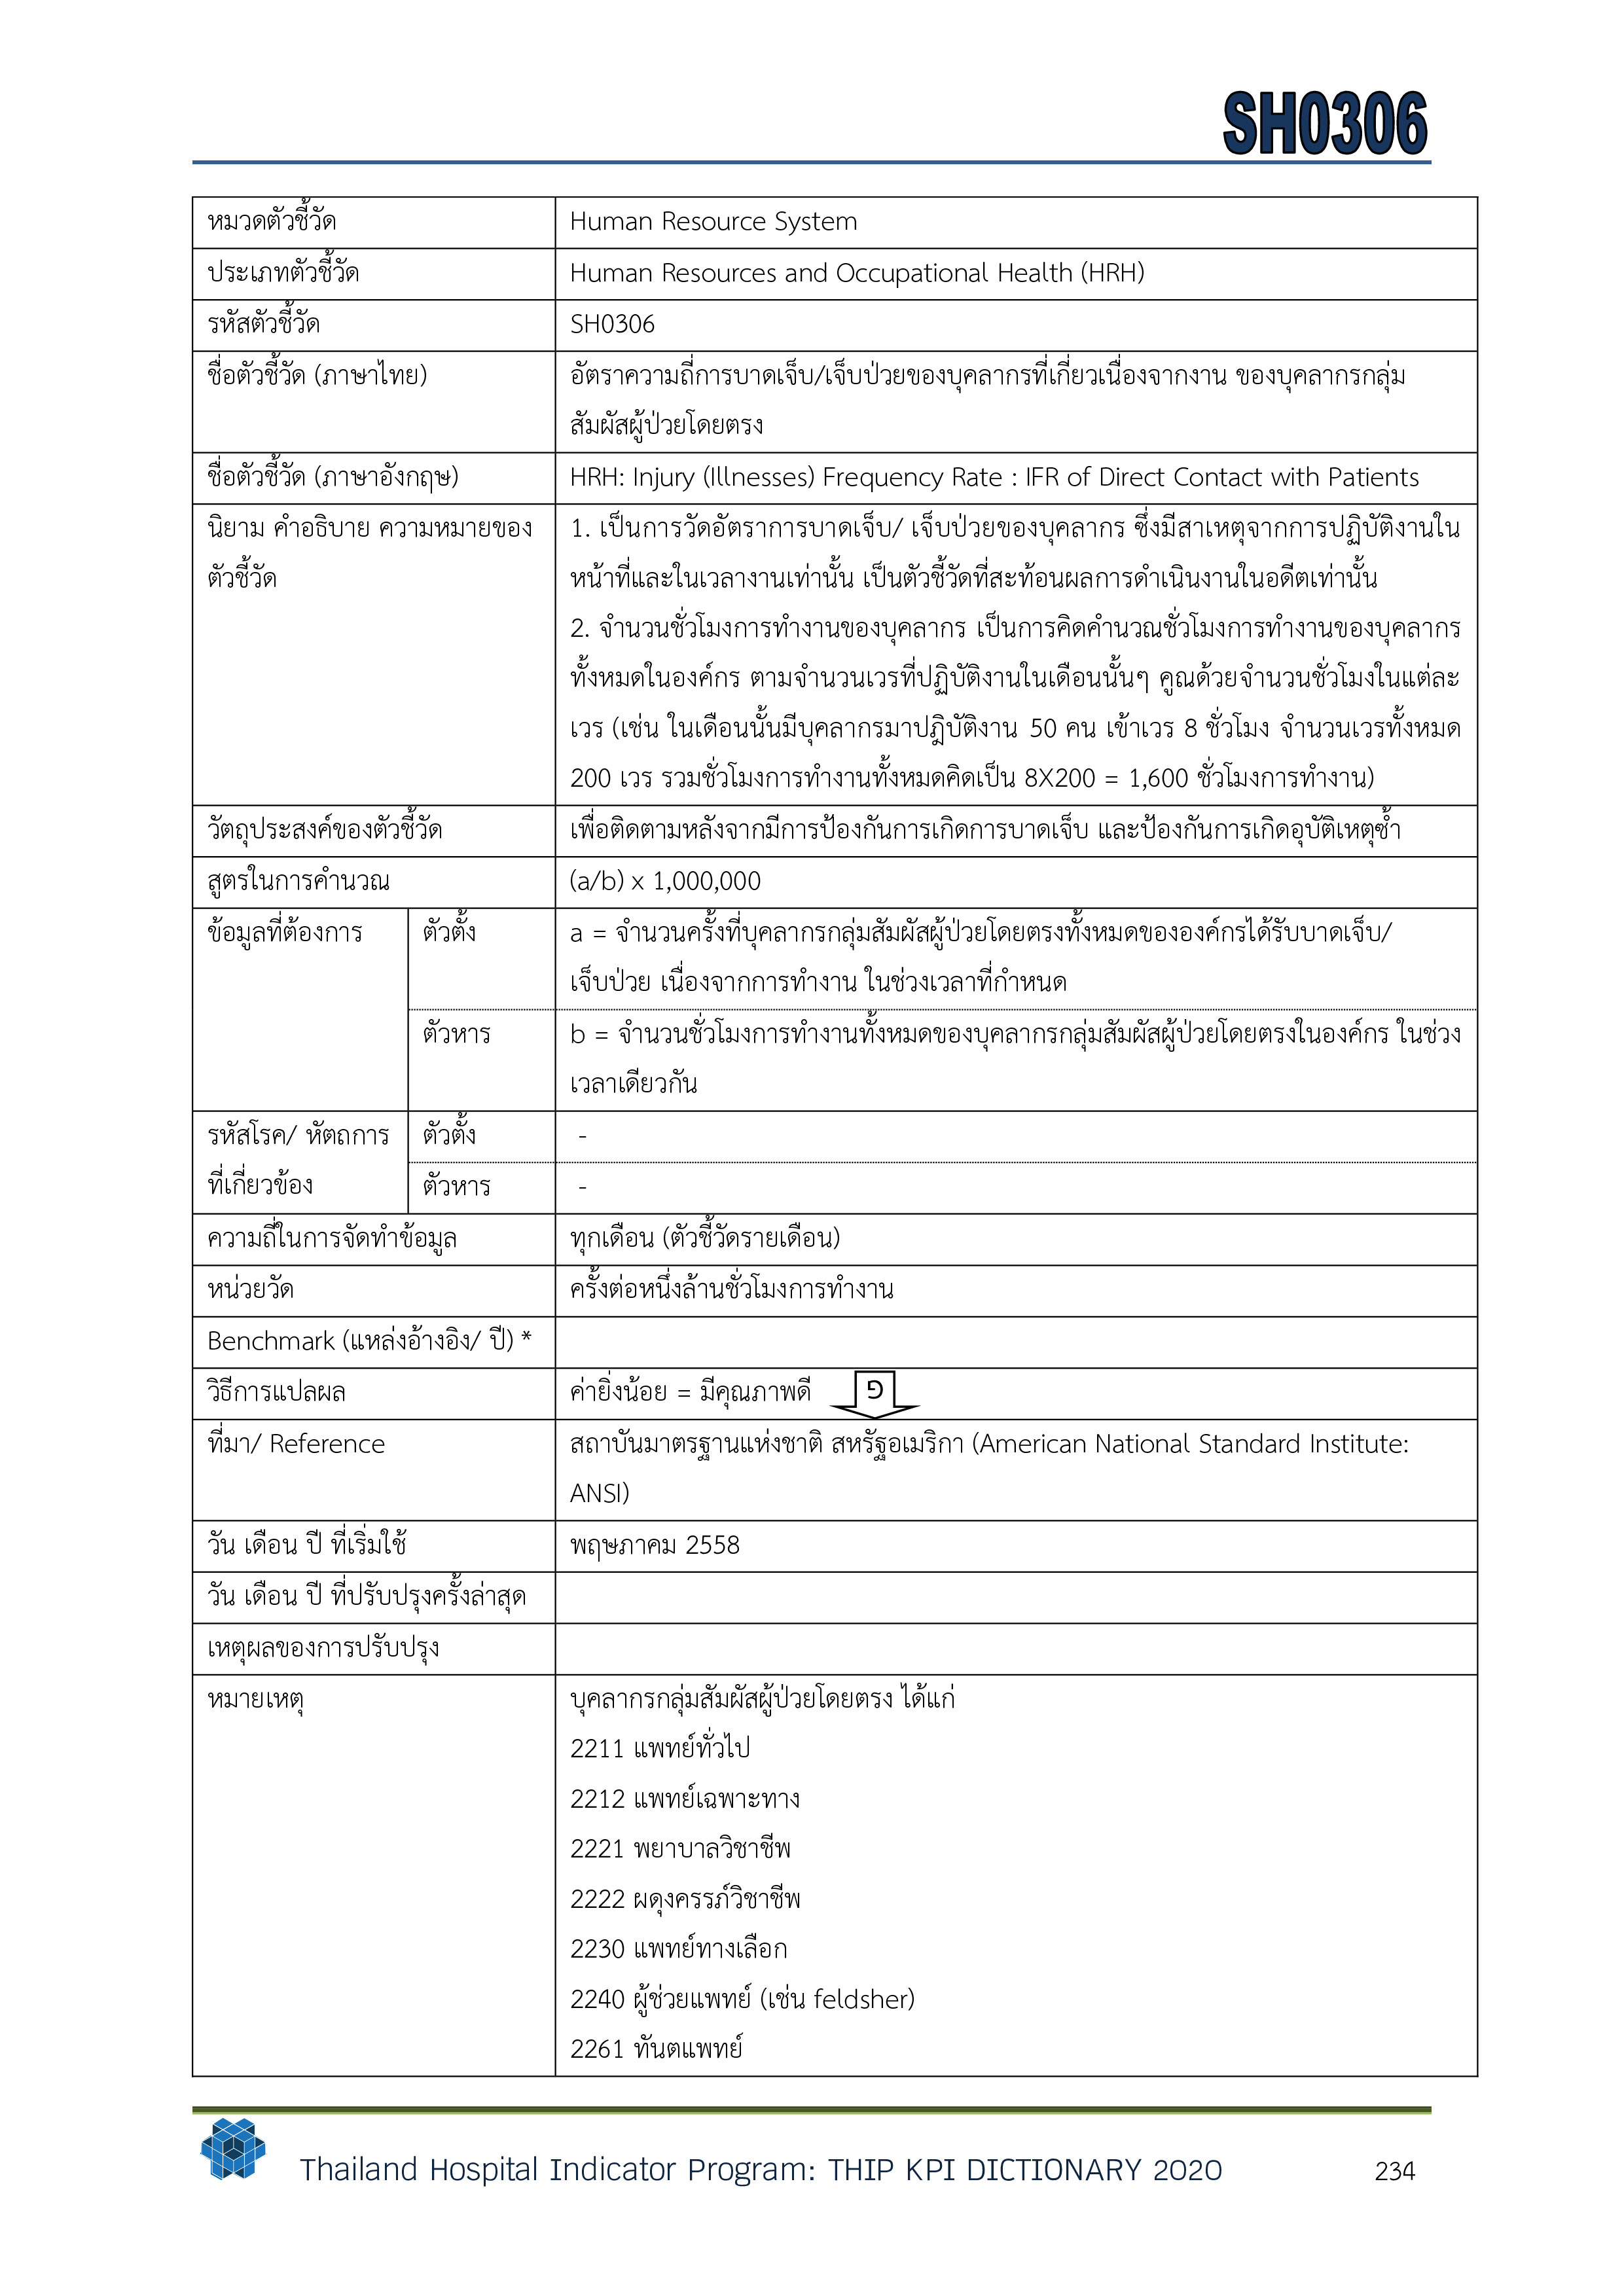 SH0306
หมวดตัวชี้วัด Human Resource System
ประเภทตัวชี้วัด Human Resources and Occupational Health (HRH)
รหัสตัวชี้วัด SH0306
ชื่อตัวชี้วัด (ภาษาไทย) อัตราความถี่การบาดเจ็บ/เจ็บป่วยของบุคลากรที่เกี่ยวเนื่องจากงาน ของบุคลากรกลุ่ม
สัมผัสผู้ป่วยโดยตรง
ชื่อตัวชี้วัด (ภาษาอังกฤษ) HRH: Injury (Illnesses) Frequency Rate : IFR of Direct Contact with Patients
นิยาม คำอธิบาย ความหมายของ 1. เป็นการวัดอัตราการบาดเจ็บ/ เจ็บป่วยของบุคลากร ซึ่งมีสาเหตุจากการปฏิบัติงานใน
ตัวชี้วัด หน้าที่และในเวลางานเท่านั้น เป็นตัวชี้วัดที่สะท้อนผลการดำเนินงานในอดีตเท่านั้น
2. จำนวนชั่วโมงการทำงานของบุคลากร เป็นการคิดคำนวณชั่วโมงการทำงานของบุคลากร
ทั้งหมดในองค์กร ตามจำนวนเวรที่ปฏิบัติงานในเดือนนั้นๆ คูณด้วยจำนวนชั่วโมงในแต่ละ
เวร (เช่น ในเดือนนั้นมีบุคลากรมาปฎิบัติงาน 50 คน เข้าเวร 8 ชั่วโมง จำนวนเวรทั้งหมด
200 เวร รวมชั่วโมงการทำงานทั้งหมดคิดเป็น 8X200 = 1,600 ชั่วโมงการทำงาน)
วัตถุประสงค์ของตัวชี้วัด เพื่อติดตามหลังจากมีการป้องกันการเกิดการบาดเจ็บ และป้องกันการเกิดอุบัติเหตุซ้ำ
สูตรในการคำนวณ (a/b) x 1,000,000
ข้อมูลที่ต้องการ ตัวตั้ง a = จำนวนครั้งที่บุคลากรกลุ่มสัมผัสผู้ป่วยโดยตรงทั้งหมดขององค์กรได้รับบาดเจ็บ/
เจ็บป่วย เนื่องจากการทำงาน ในช่วงเวลาที่กำหนด
ตัวหาร b = จำนวนชั่วโมงการทำงานทั้งหมดของบุคลากรกลุ่มสัมผัสผู้ป่วยโดยตรงในองค์กร ในช่วง
เวลาเดียวกัน
รหัสโรค/ หัตถการ ตัวตั้ง -
ที่เกี่ยวข้อง ตัวหาร -
ความถี่ในการจัดทำข้อมูล ทุกเดือน (ตัวชี้วัดรายเดือน)
หน่วยวัด ครั้งต่อหนึ่งล้านชั่วโมงการทำงาน
Benchmark (แหล่งอ้างอิง/ ปี) *
วิธีการแปลผล ค่ายิ่งน้อย = มีคุณภาพดี
ที่มา/ Reference สถาบันมาตรฐานแห่งชาติ สหรัฐอเมริกา (American National Standard Institute:
ANSI)
วัน เดือน ปี ที่เริ่มใช้ พฤษภาคม 2558
วัน เดือน ปี ที่ปรับปรุงครั้งล่าสุด
เหตุผลของการปรับปรุง
หมายเหตุ บุคลากรกลุ่มสัมผัสผู้ป่วยโดยตรง ได้แก่
2211 แพทย์ทั่วไป
2212 แพทย์เฉพาะทาง
2221 พยาบาลวิชาชีพ
2222 ผดุงครรภ์วิชาชีพ
2230 แพทย์ทางเลือก
2240 ผู้ช่วยแพทย์ (เช่น feldsher)
2261 ทันตแพทย์
Thailand Hospital Indicator Program: THIP KPI DICTIONARY 2020 234